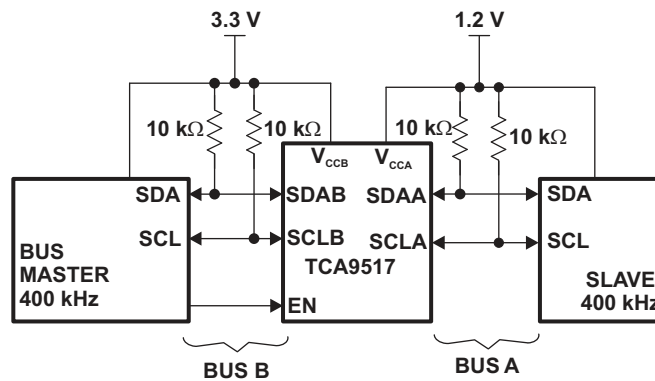 3.3 V
1.2 V
10 kΩ
10 kΩ
10 kΩ
10 kΩ
VCCB
VCCA
SDA
SDAB
SDAA
SDA
SCL
SCLB
SCLA
SCL
BUS
MASTER
400 kHz
TCA9517
SLAVE
400 kHz
EN
BUS B
BUS A